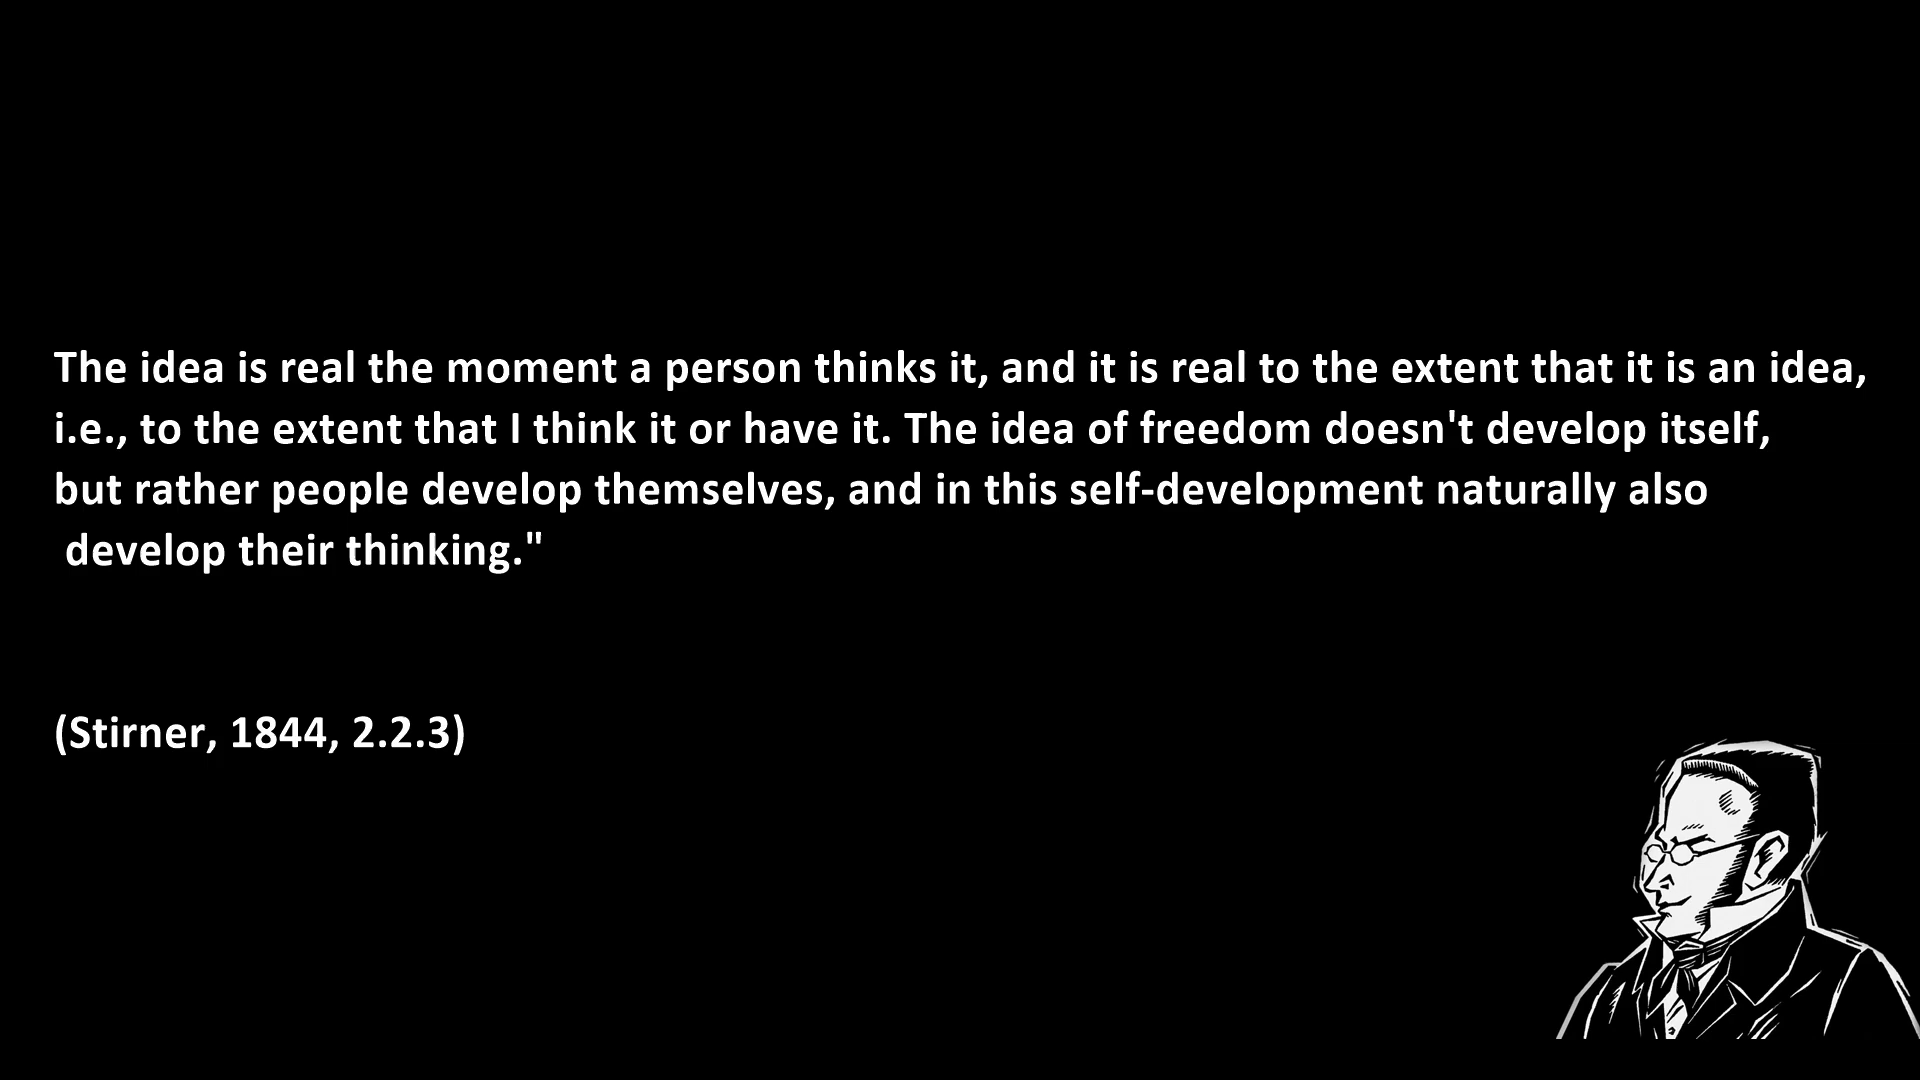 The idea is real the moment a person thinks it, and it is real to the extent that it is an idea,
i.e., to the extent that I think it or have it. The idea of freedom doesn't develop itself,
but rather people develop themselves, and in this self-development naturally also
develop their thinking."
(Stirner, 1844, 2.2.3)